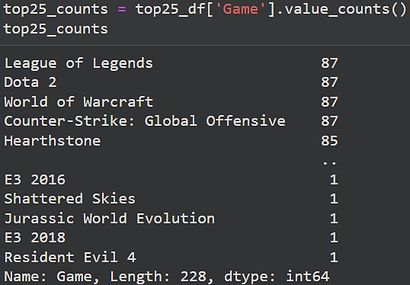 top25_counts = top25_df['Game'].value_counts()
top25_counts
League of Legends 87
Dota 2 87
World of Warcraft 87
Counter-Strike: Global Offensive 87
Hearthstone 85
..
E3 2016 1
Shattered Skies 1
Jurassic World Evolution 1
E3 2018 1
Resident Evil 4 1
Name: Game, Length: 228, dtype: int64